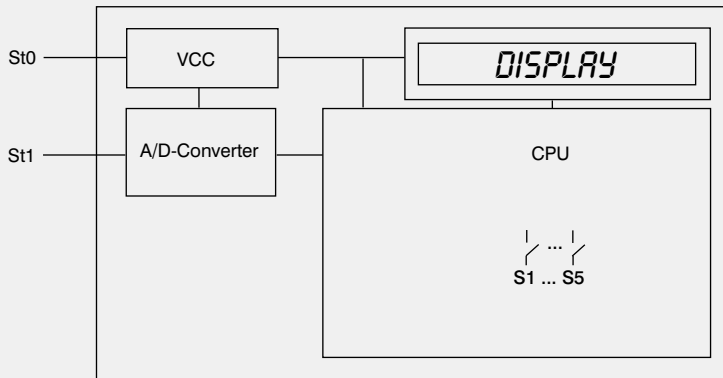 St0
VCC
DISPLAY
St1
A/D-Converter
CPU
...
S1 ... S5